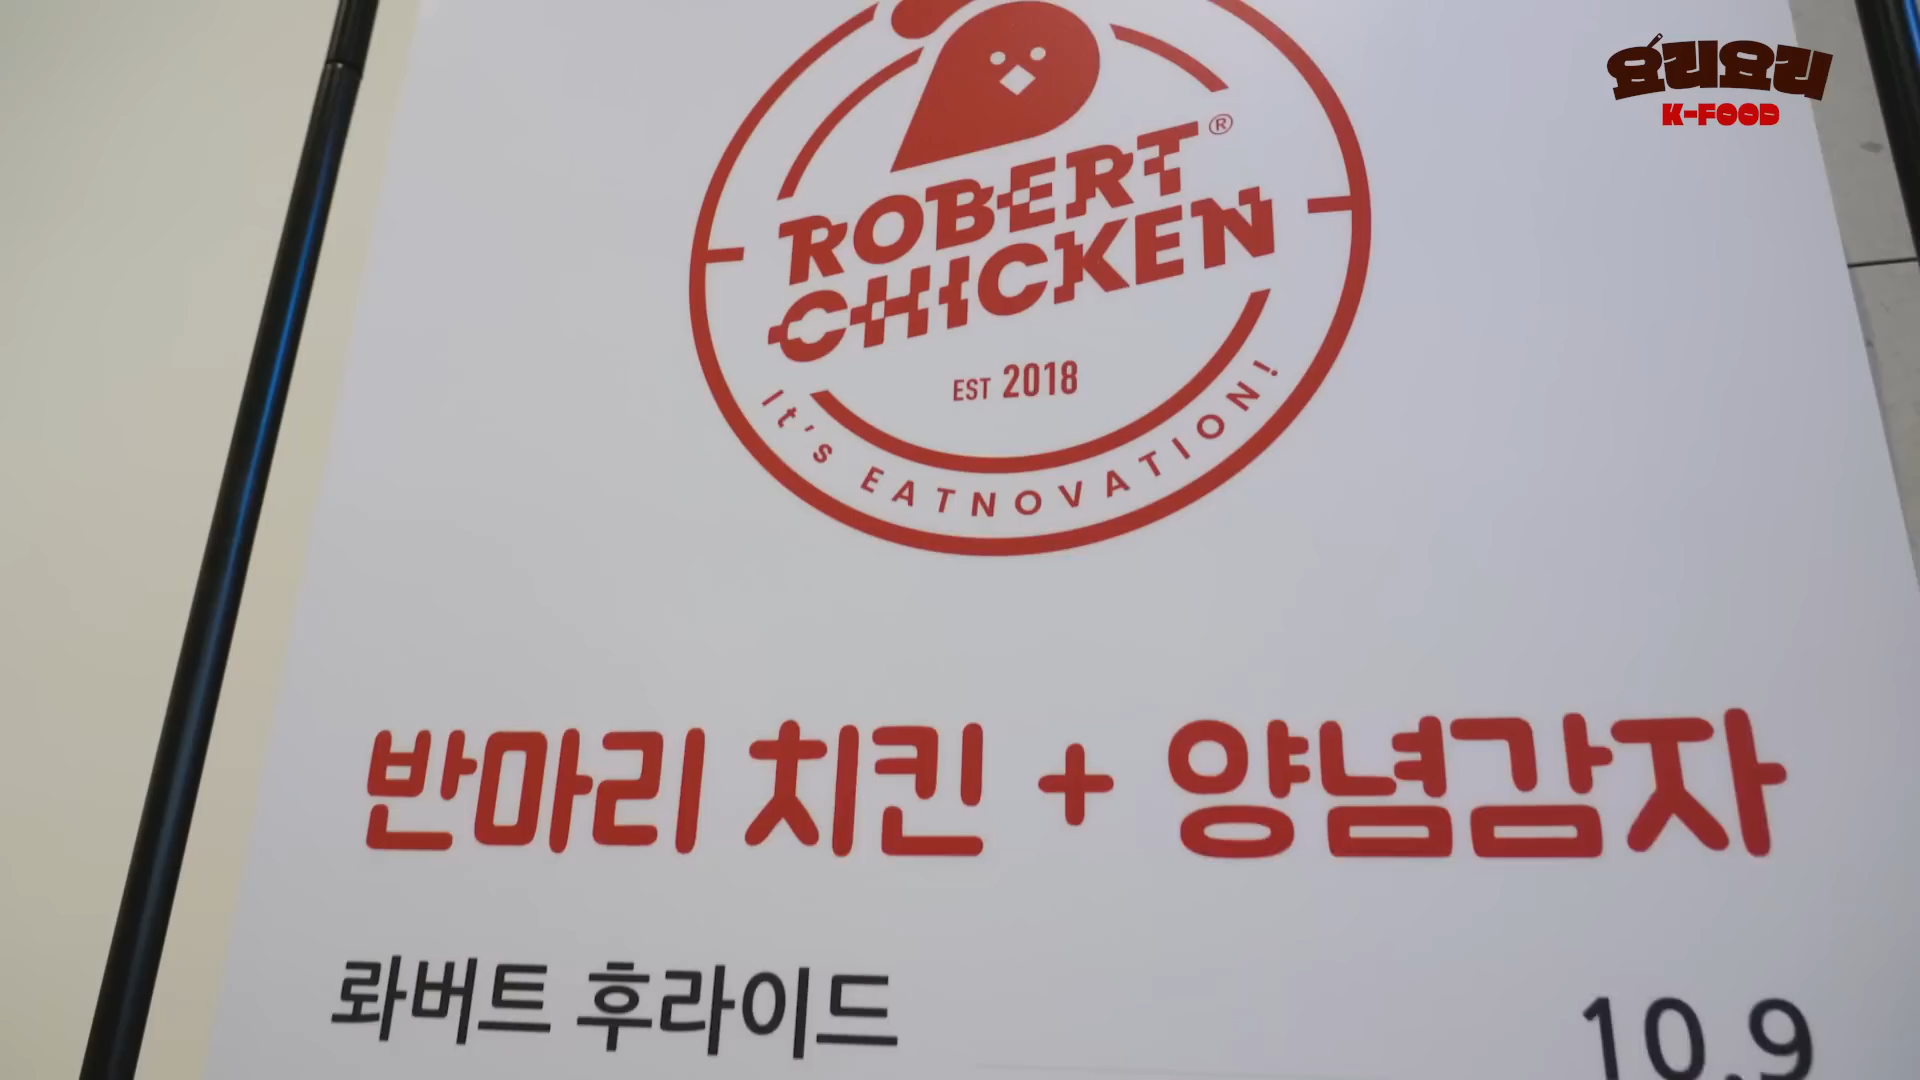 요리요리
K-FOOD
ROBERT®
CHICKEN
EST 2018
It's EATNOVATION!
반마리 치킨 + 양념감자
롸버트 후라이드
10.9